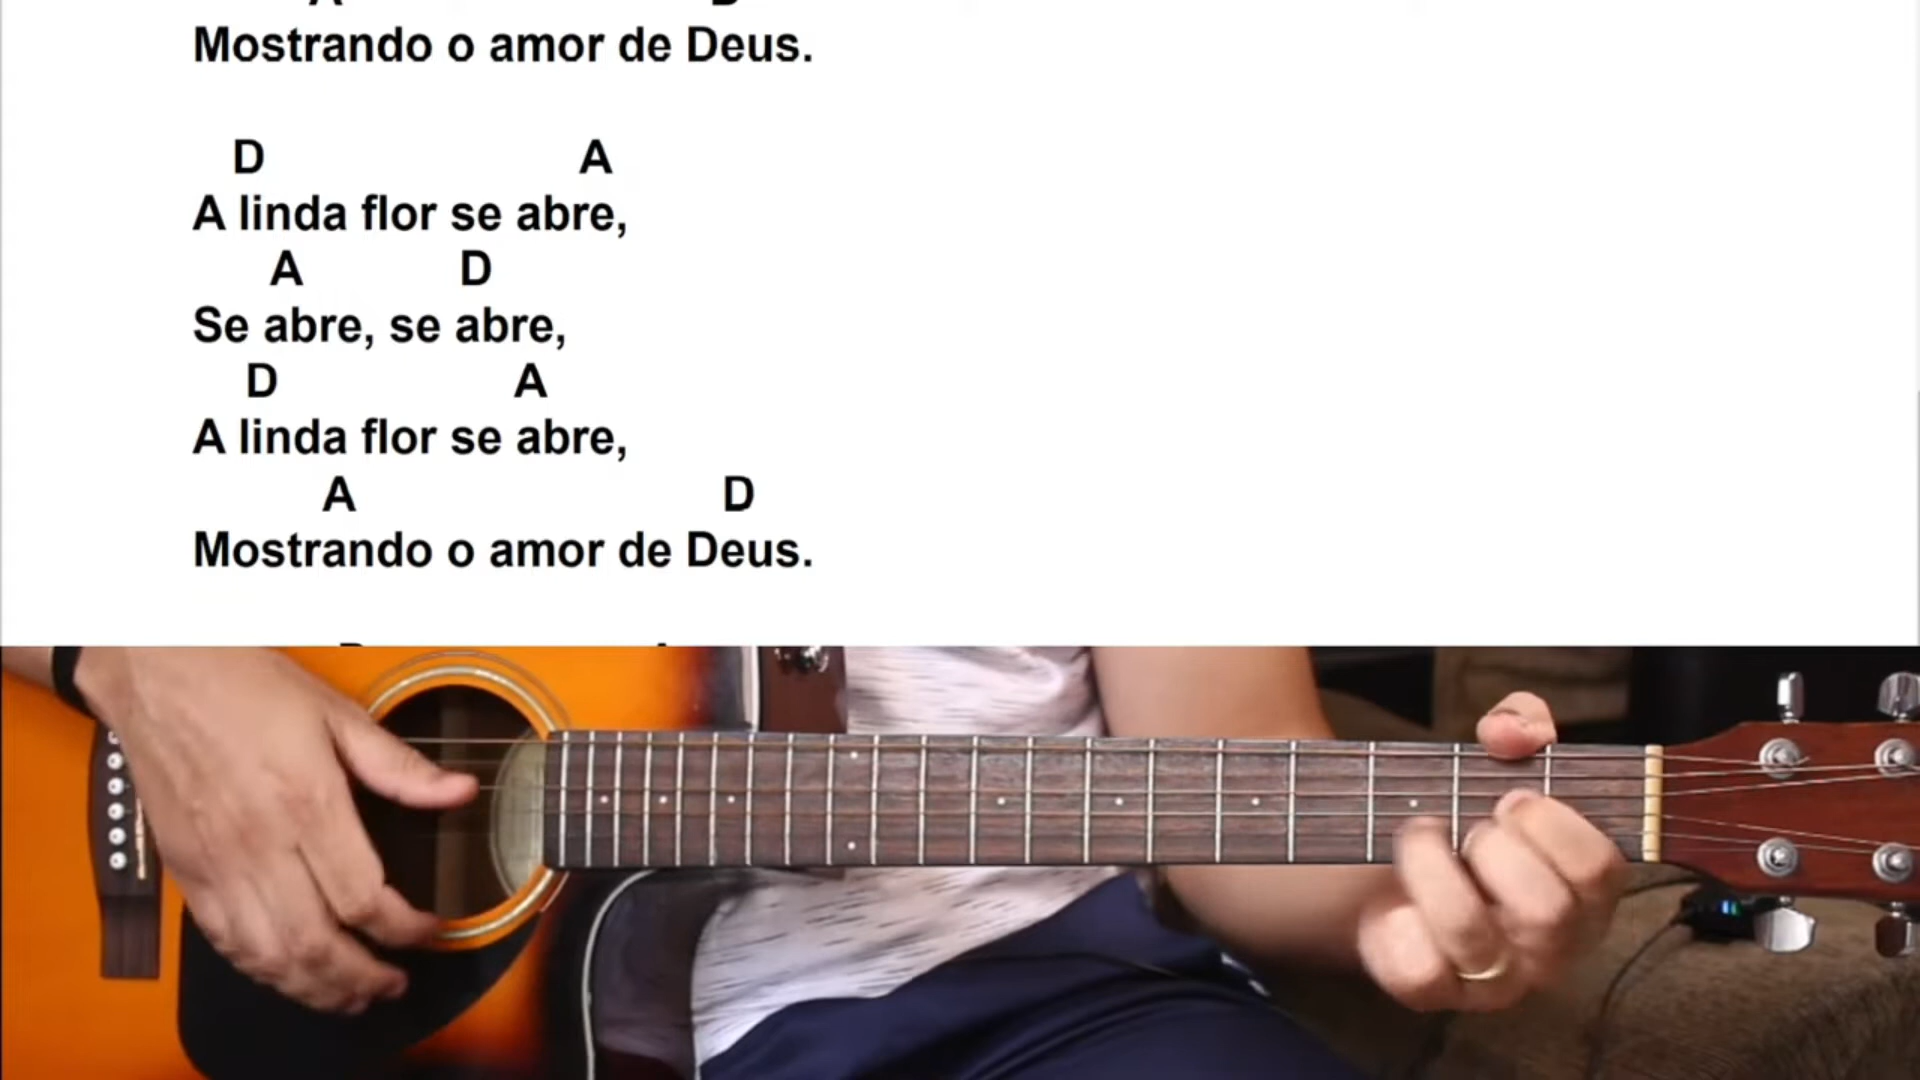 Mostrando o amor de Deus.
D A
A linda flor se abre,
A D
Se abre, se abre,
D A
A linda flor se abre,
A D
Mostrando o amor de Deus.